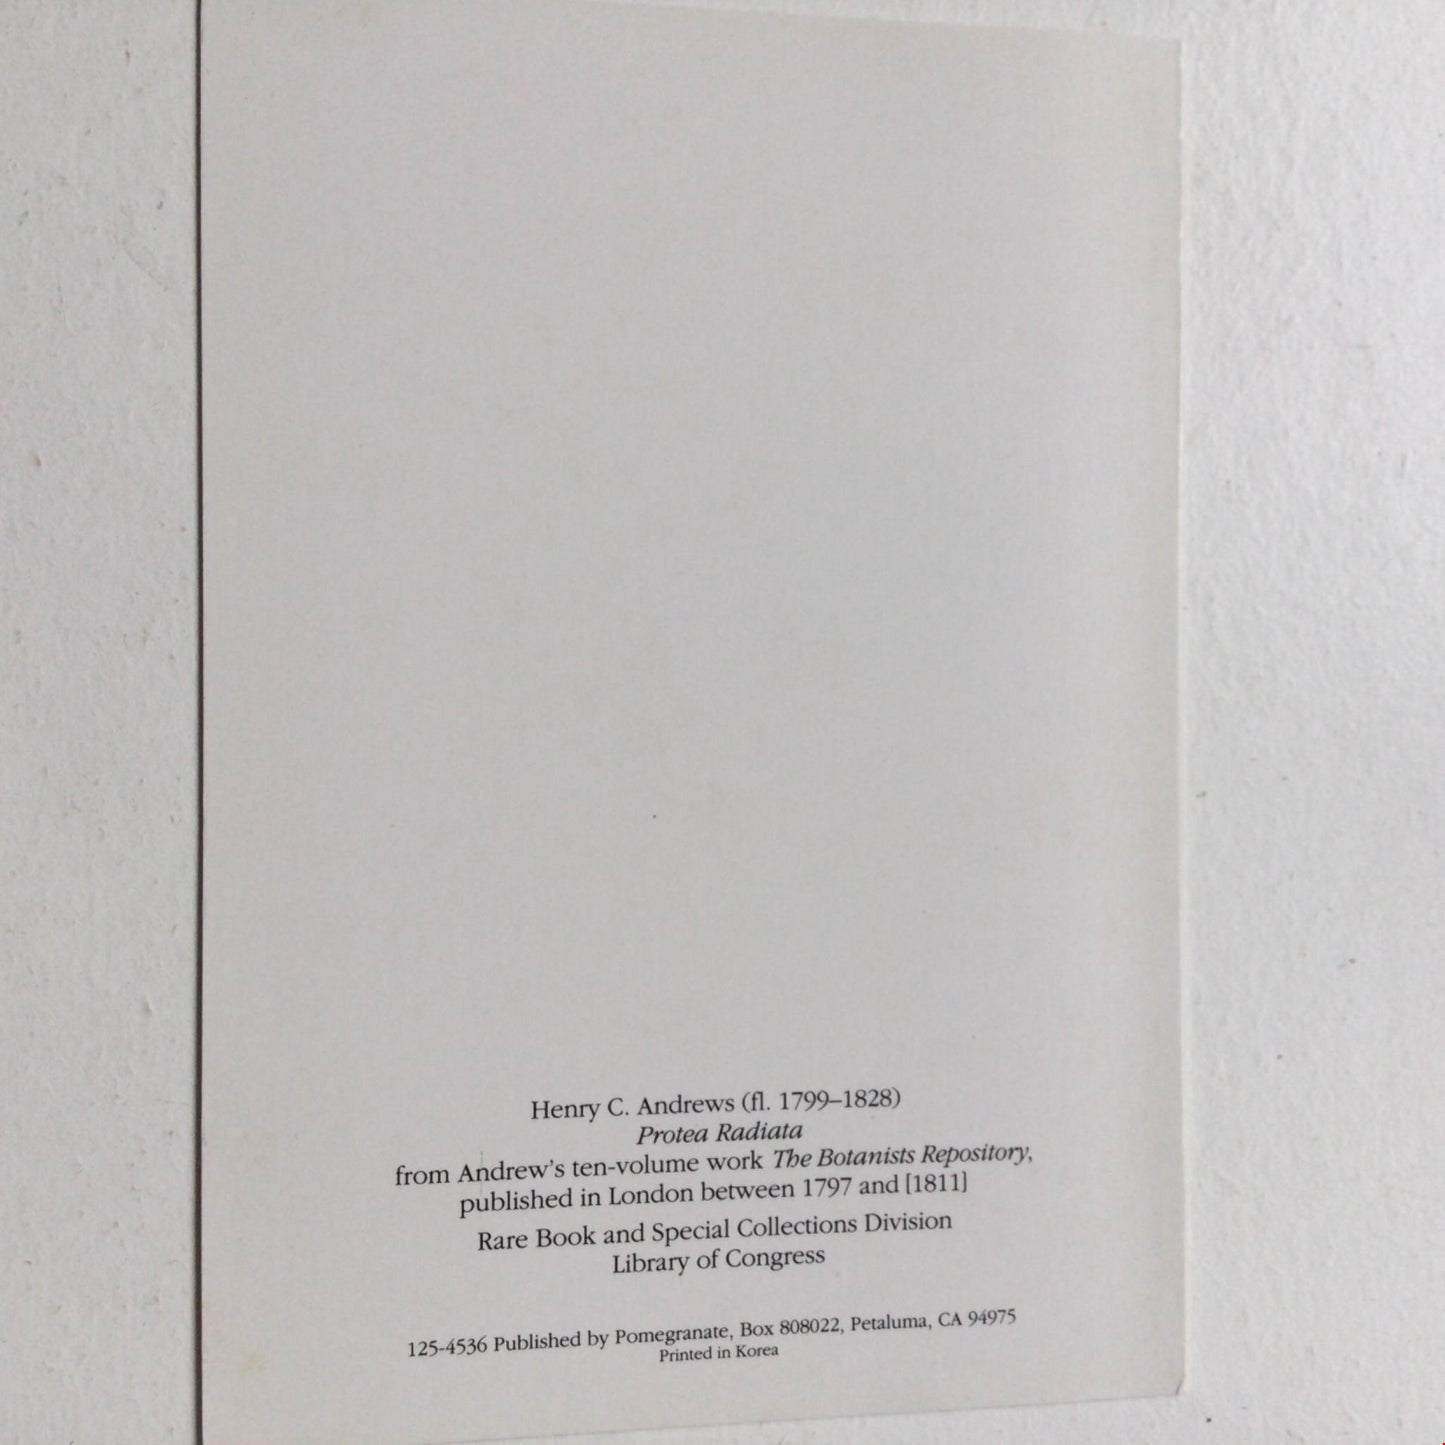 Henry C. Andrews (fl. 1799–1828)
Protea Radiata
from Andrew's ten-volume work The Botanists Repository,
published in London between 1797 and [1811]
Rare Book and Special Collections Division
Library of Congress
125-4536 Published by Pomegranate, Box 808022, Petaluma, CA 94975
Printed in Korea